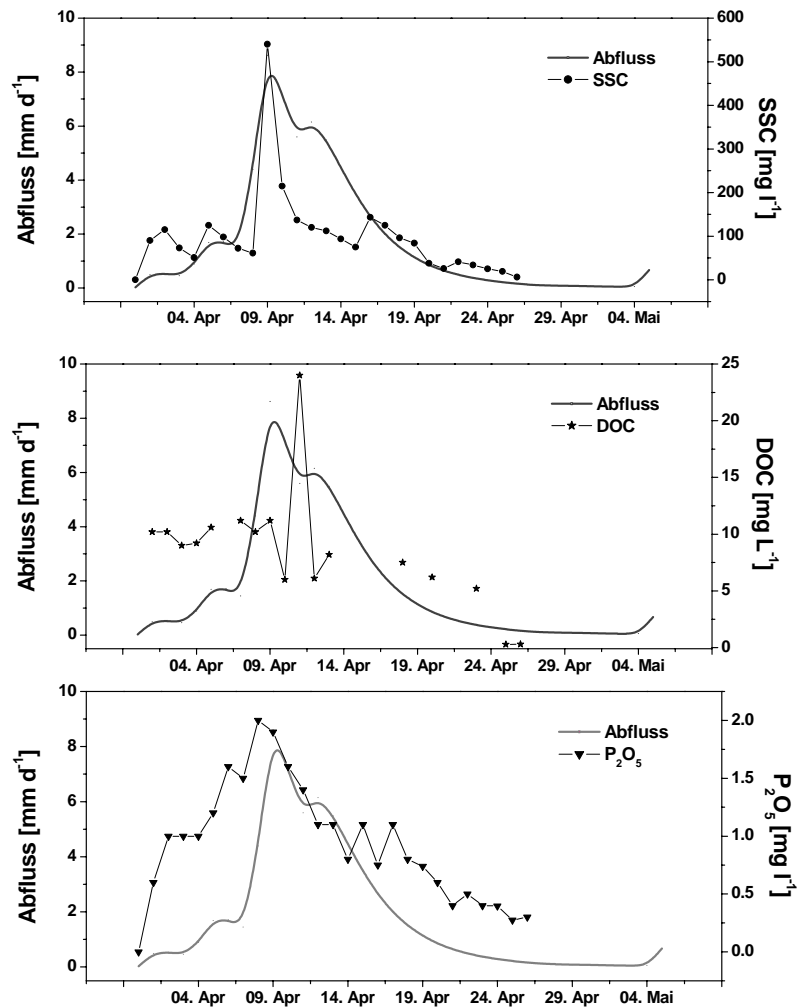 10
8
6
4
2
0
Abfluss [mm d⁻¹]
600
500
400
300
200
100
0
SSC [mg l⁻¹]
Abfluss
SSC
04. Apr 09. Apr 14. Apr 19. Apr 24. Apr 29. Apr 04. Mai
10
8
6
4
2
0
Abfluss [mm d⁻¹]
25
20
15
10
5
0
DOC [mg L⁻¹]
Abfluss
DOC
04. Apr 09. Apr 14. Apr 19. Apr 24. Apr 29. Apr 04. Mai
10
8
6
4
2
0
Abfluss [mm d⁻¹]
2.0
1.5
1.0
0.5
0.0
P₂O₅ [mg l⁻¹]
Abfluss
P₂O₅
04. Apr 09. Apr 14. Apr 19. Apr 24. Apr 29. Apr 04. Mai